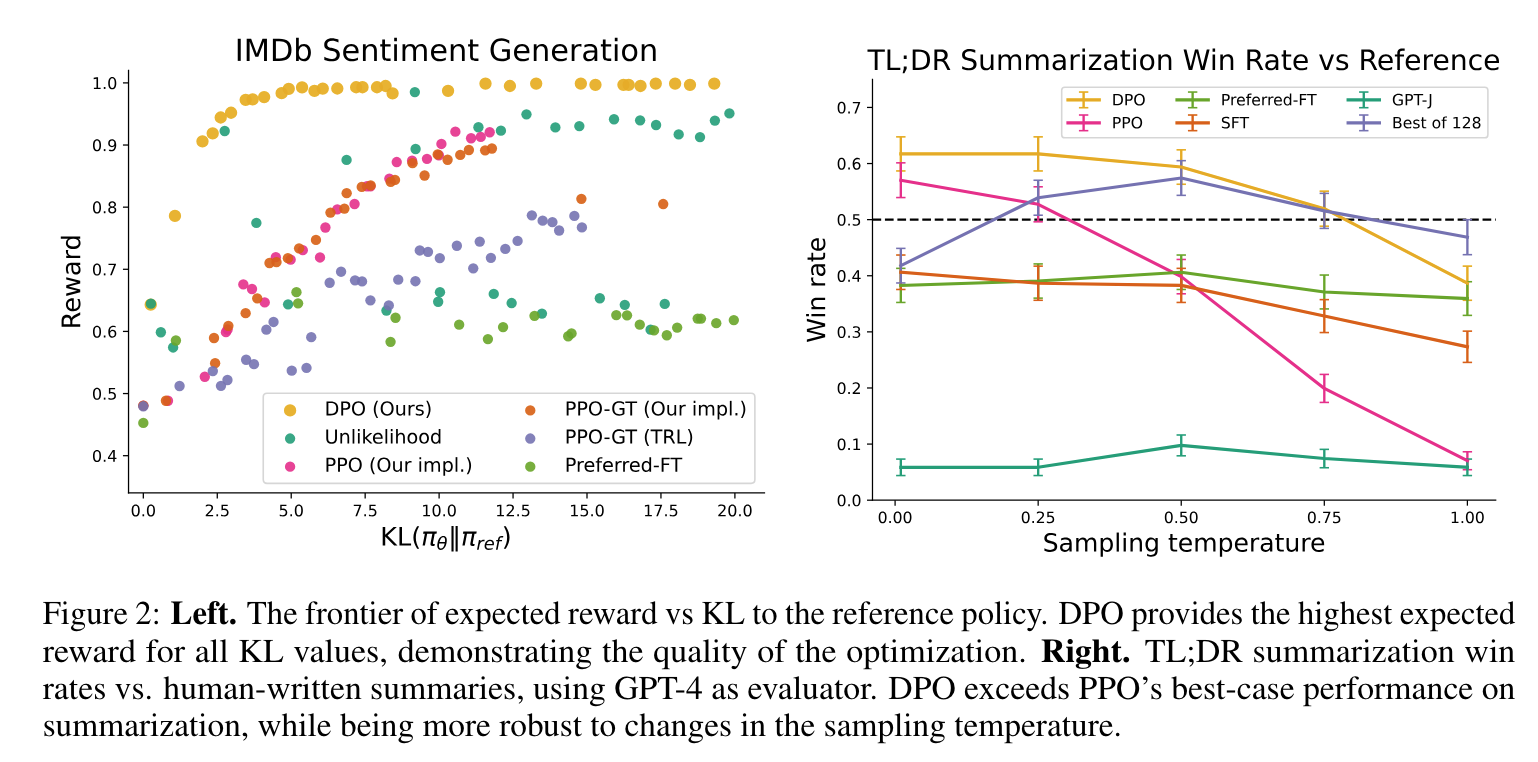 IMDb Sentiment Generation
Reward
1.0
0.9
0.8
0.7
0.6
0.5
0.4
DPO (Ours)
Unlikelihood
PPO (Our impl.)
PPO-GT (Our impl.)
PPO-GT (TRL)
Preferred-FT
0.0 2.5 5.0 7.5 10.0 12.5 15.0 17.5 20.0
KL(πθ‖πref)
TL;DR Summarization Win Rate vs Reference
Win rate
0.7
0.6
0.5
0.4
0.3
0.2
0.1
0.0
DPO Preferred-FT GPT-J
PPO SFT Best of 128
0.00 0.25 0.50 0.75 1.00
Sampling temperature
Figure 2: Left. The frontier of expected reward vs KL to the reference policy. DPO provides the highest expected
reward for all KL values, demonstrating the quality of the optimization. Right. TL;DR summarization win
rates vs. human-written summaries, using GPT-4 as evaluator. DPO exceeds PPO's best-case performance on
summarization, while being more robust to changes in the sampling temperature.